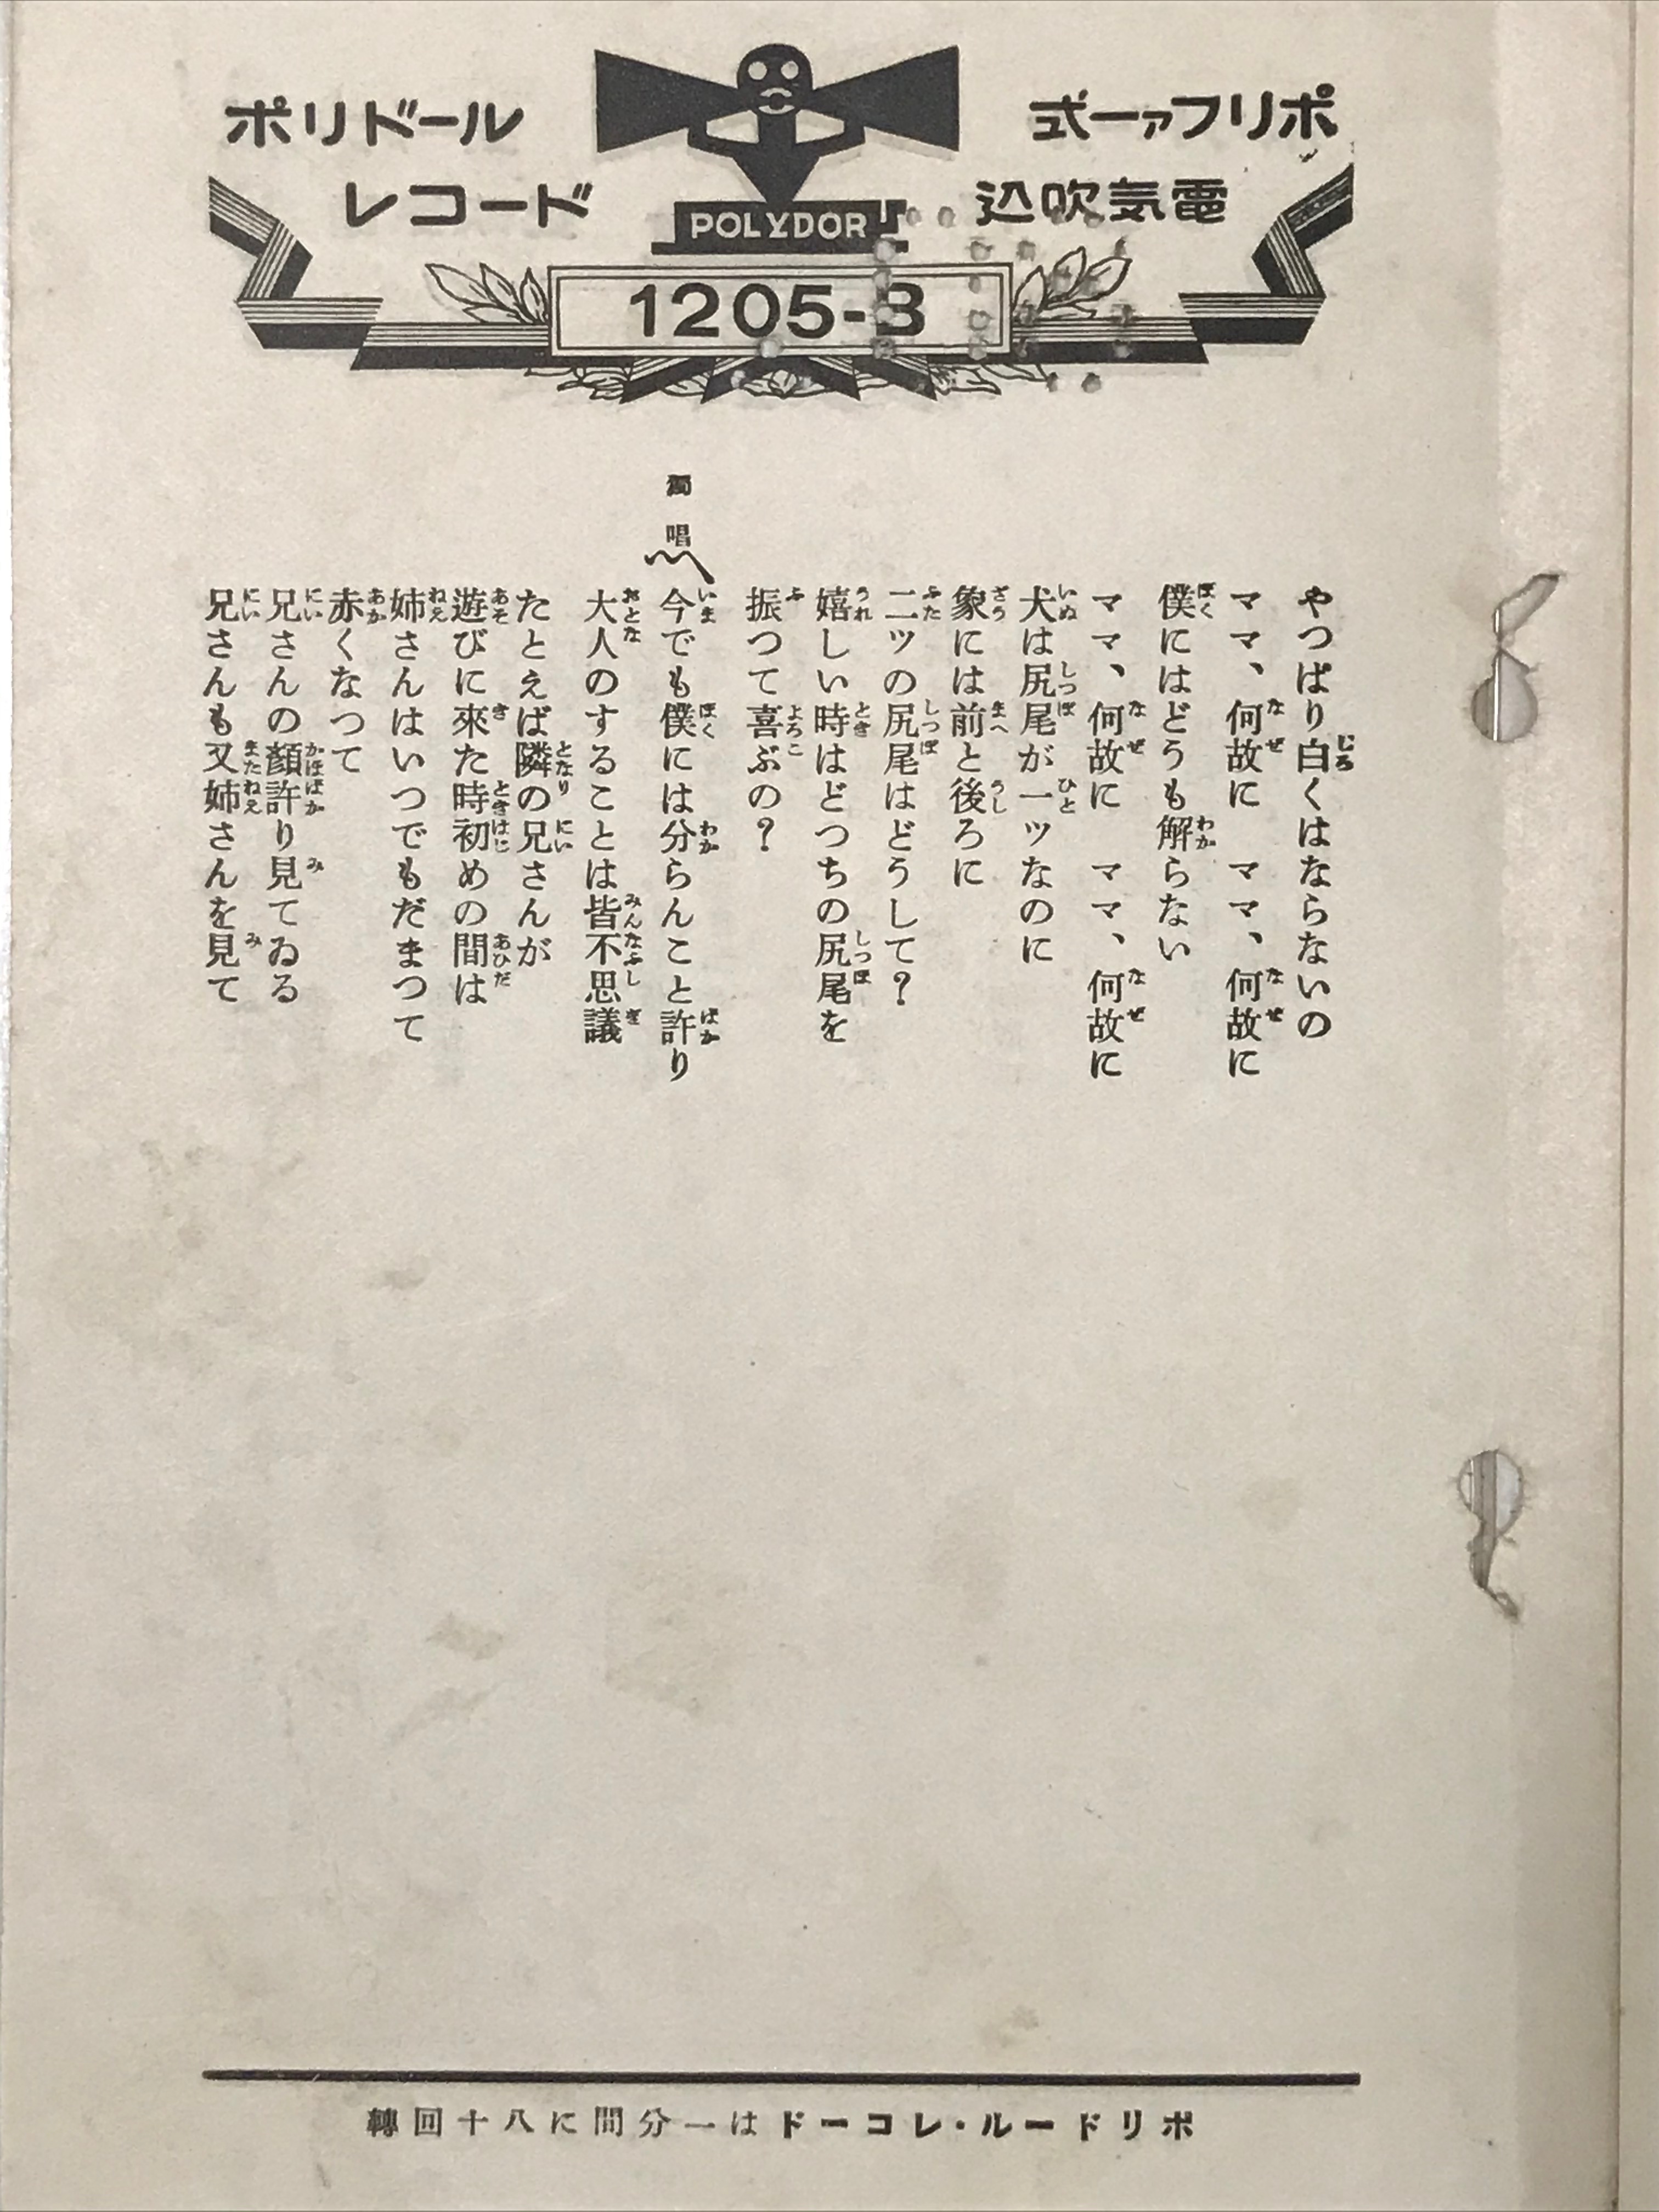 ポリファー式
電気吹込
POLYDOR
ポリドール
レコード
1205-B
やつぱり白くはならないの
ママ、何故に　ママ、何故に
僕にはどうも解らない
ママ、何故に　ママ、何故に
犬は尻尾が一ツなのに
象には前と後ろに
二ツの尻尾はどうして？
嬉しい時はどつちの尻尾を
振つて喜ぶの？
獨唱
今でも僕には分らんこと許り
大人のすることは皆不思議
たとえば隣の兄さんが
遊びに來た時初めの間は
姉さんはいつでもだまつて
赤くなつて
兄さんの顔許り見てゐる
兄さんも又姉さんを見て
ポリドール・レコードは一分間に八十回轉